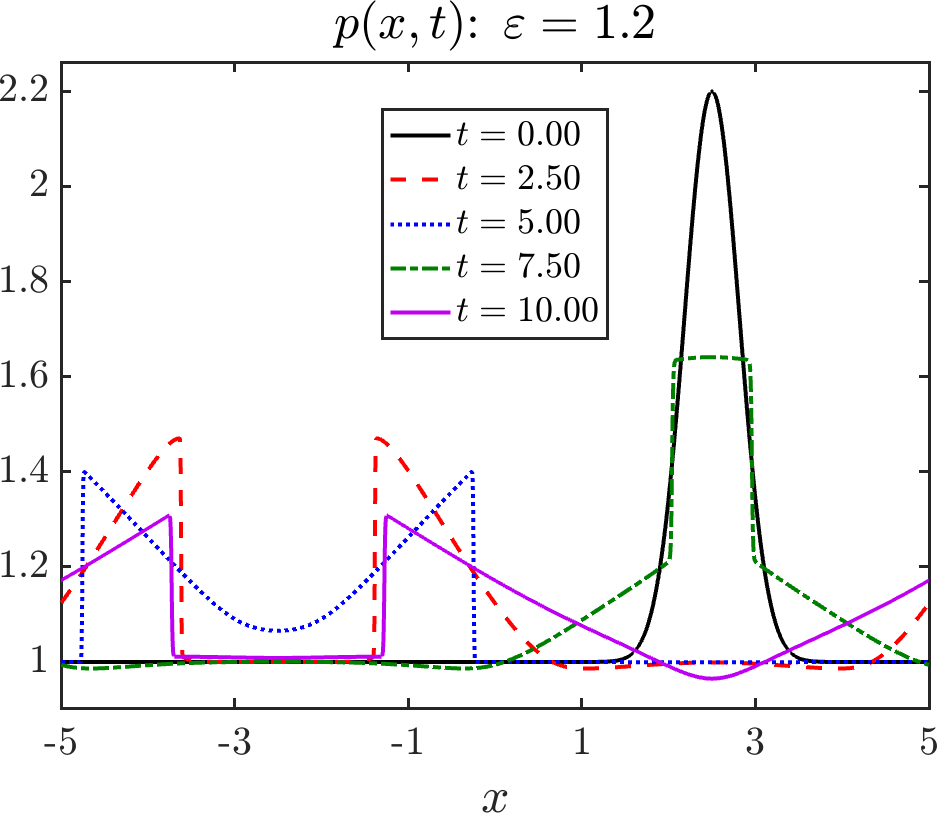 p(x, t): ε = 1.2
2.2
2
1.8
1.6
1.4
1.2
1
t = 0.00
t = 2.50
t = 5.00
t = 7.50
t = 10.00
-5 -3 -1 1 3 5
x